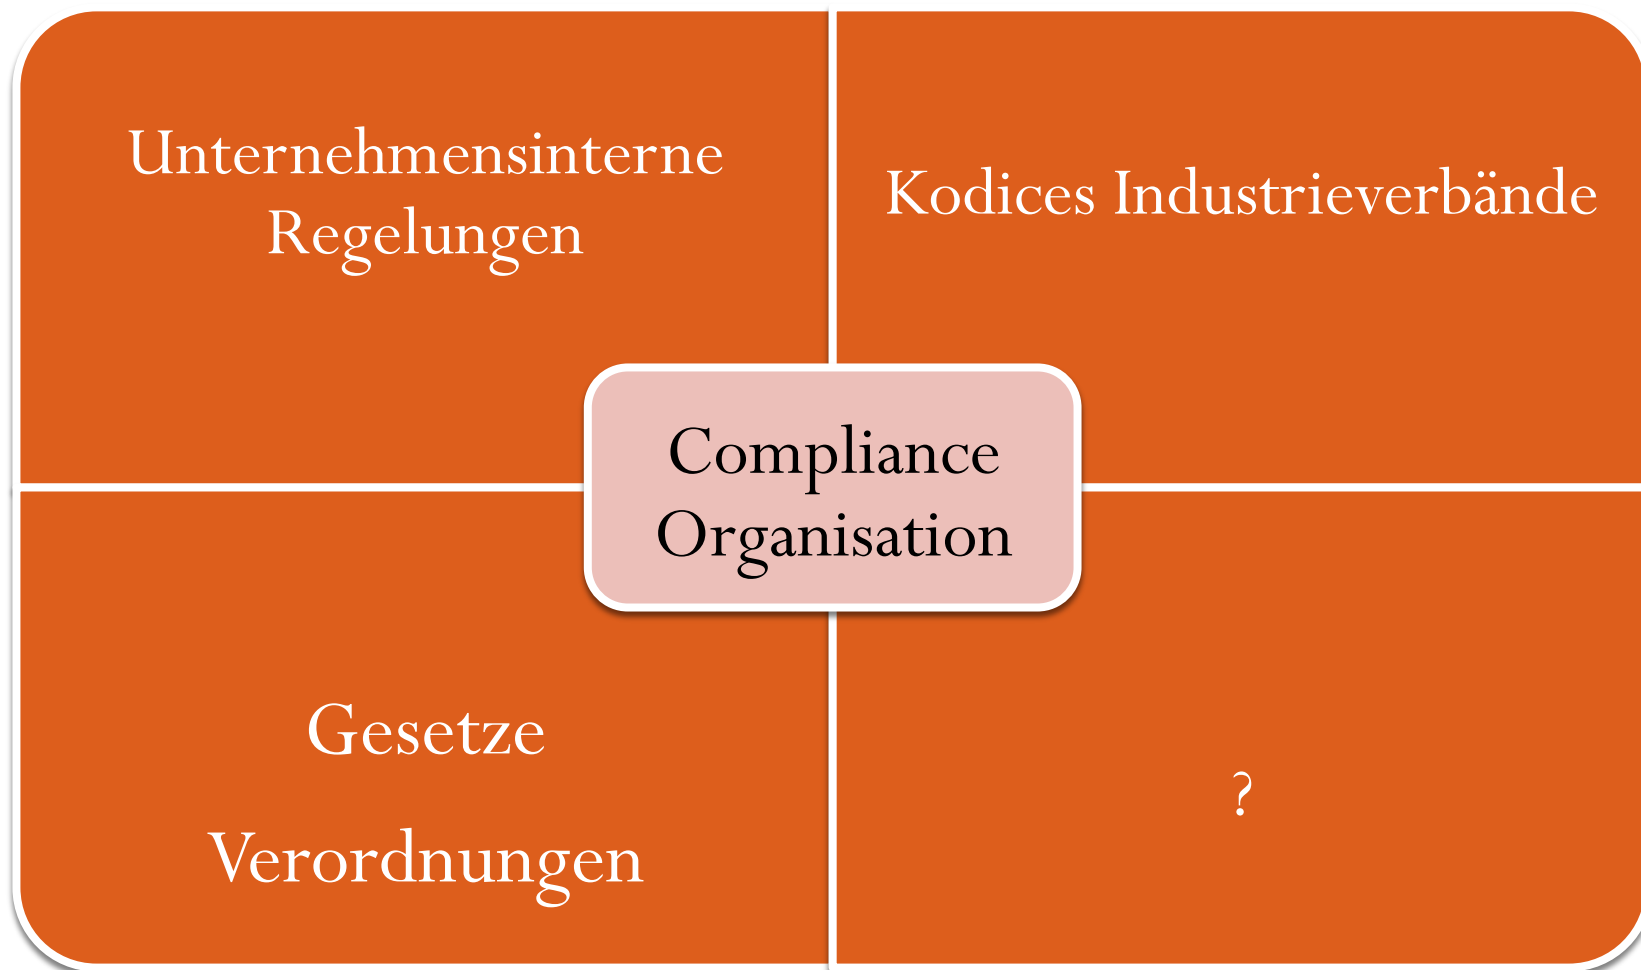 Unternehmensinterne
Regelungen
Kodices Industrieverbände
Compliance
Organisation
Gesetze
Verordnungen
?